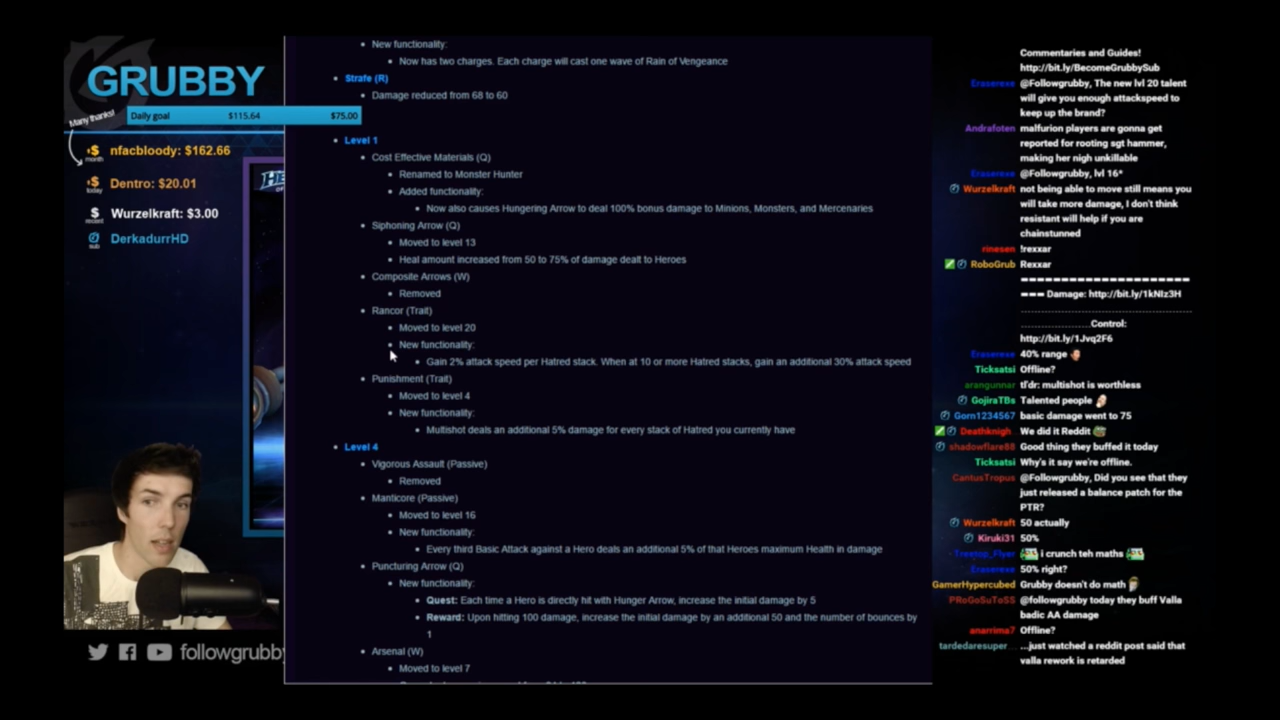 GRUBBY
Many thanks!
Daily goal $115.64 $75.00
$ month nfacbloody: $162.66
$ today Dentro: $20.01
$ recent Wurzelkraft: $3.00
sub DerkadurrHD
followgrubby
New functionality:
Now has two charges. Each charge will cast one wave of Rain of Vengeance
Strafe (R)
Damage reduced from 68 to 60
Level 1
Cost Effective Materials (Q)
Renamed to Monster Hunter
Added functionality:
Now also causes Hungering Arrow to deal 100% bonus damage to Minions, Monsters, and Mercenaries
Siphoning Arrow (Q)
Moved to level 13
Heal amount increased from 50 to 75% of damage dealt to Heroes
Composite Arrows (W)
Removed
Rancor (Trait)
Moved to level 20
New functionality:
Gain 2% attack speed per Hatred stack. When at 10 or more Hatred stacks, gain an additional 30% attack speed
Punishment (Trait)
Moved to level 4
New functionality:
Multishot deals an additional 5% damage for every stack of Hatred you currently have
Level 4
Vigorous Assault (Passive)
Removed
Manticore (Passive)
Moved to level 16
New functionality:
Every third Basic Attack against a Hero deals an additional 5% of that Heroes maximum Health in damage
Puncturing Arrow (Q)
New functionality:
Quest: Each time a Hero is directly hit with Hunger Arrow, increase the initial damage by 5
Reward: Upon hitting 100 damage, increase the initial damage by an additional 50 and the number of bounces by
1
Arsenal (W)
Moved to level 7
Commentaries and Guides!
http://bit.ly/BecomeGrubbySub
Eraserexe @Followgrubby, The new lvl 20 talent
will give you enough attackspeed to
keep up the brand?
Andrafoten malfurion players are gonna get
reported for rooting sgt hammer,
making her nigh unkillable
Eraserexe @Followgrubby, lvl 16*
Wurzelkraft not being able to move still means you
will take more damage, I don't think
resistant will help if you are
chainstunned
rinesen !rexxar
RoboGrub Rexxar
--- Damage: http://bit.ly/1kNlz3H
Control:
http://bit.ly/1Jvq2F6
Eraserexe 40% range
Ticksatsi Offline?
arangunnar tl'dr: multishot is worthless
GojiraTBs Talented people
Gorn1234567 basic damage went to 75
Deathknigh We did it Reddit
shadowflare88 Good thing they buffed it today
Ticksatsi Why's it say we're offline.
CantusTropus @Followgrubby, Did you see that they
just released a balance patch for the
PTR?
Wurzelkraft 50 actually
Kiruki31 50%
Treetop_Flyer i crunch teh maths
Eraserexe 50% right?
GamerHypercubed Grubby doesn't do math
PRoGoSuToSS @followgrubby today they buff Valla
badic AA damage
anarrima7 Offline?
tardedaresuper ...just watched a reddit post said that
valla rework is retarded